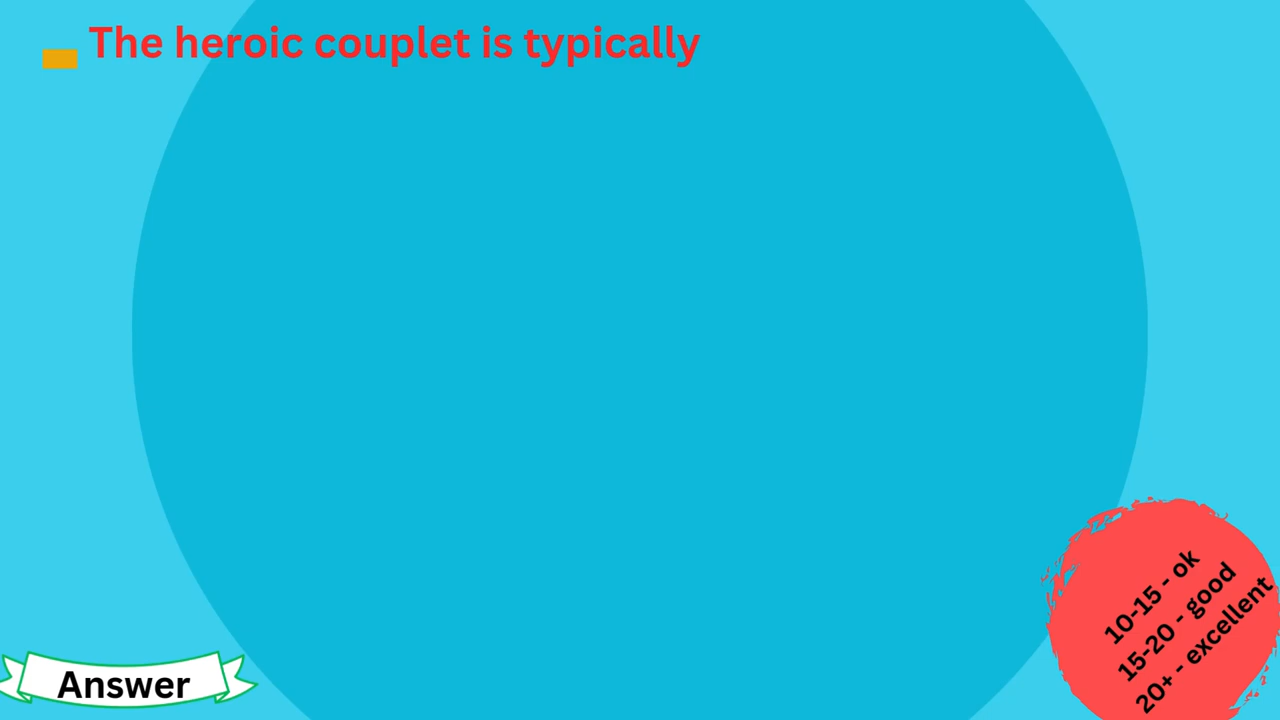 The heroic couplet is typically
10-15 - ok
15-20 - good
20+ - excellent
Answer